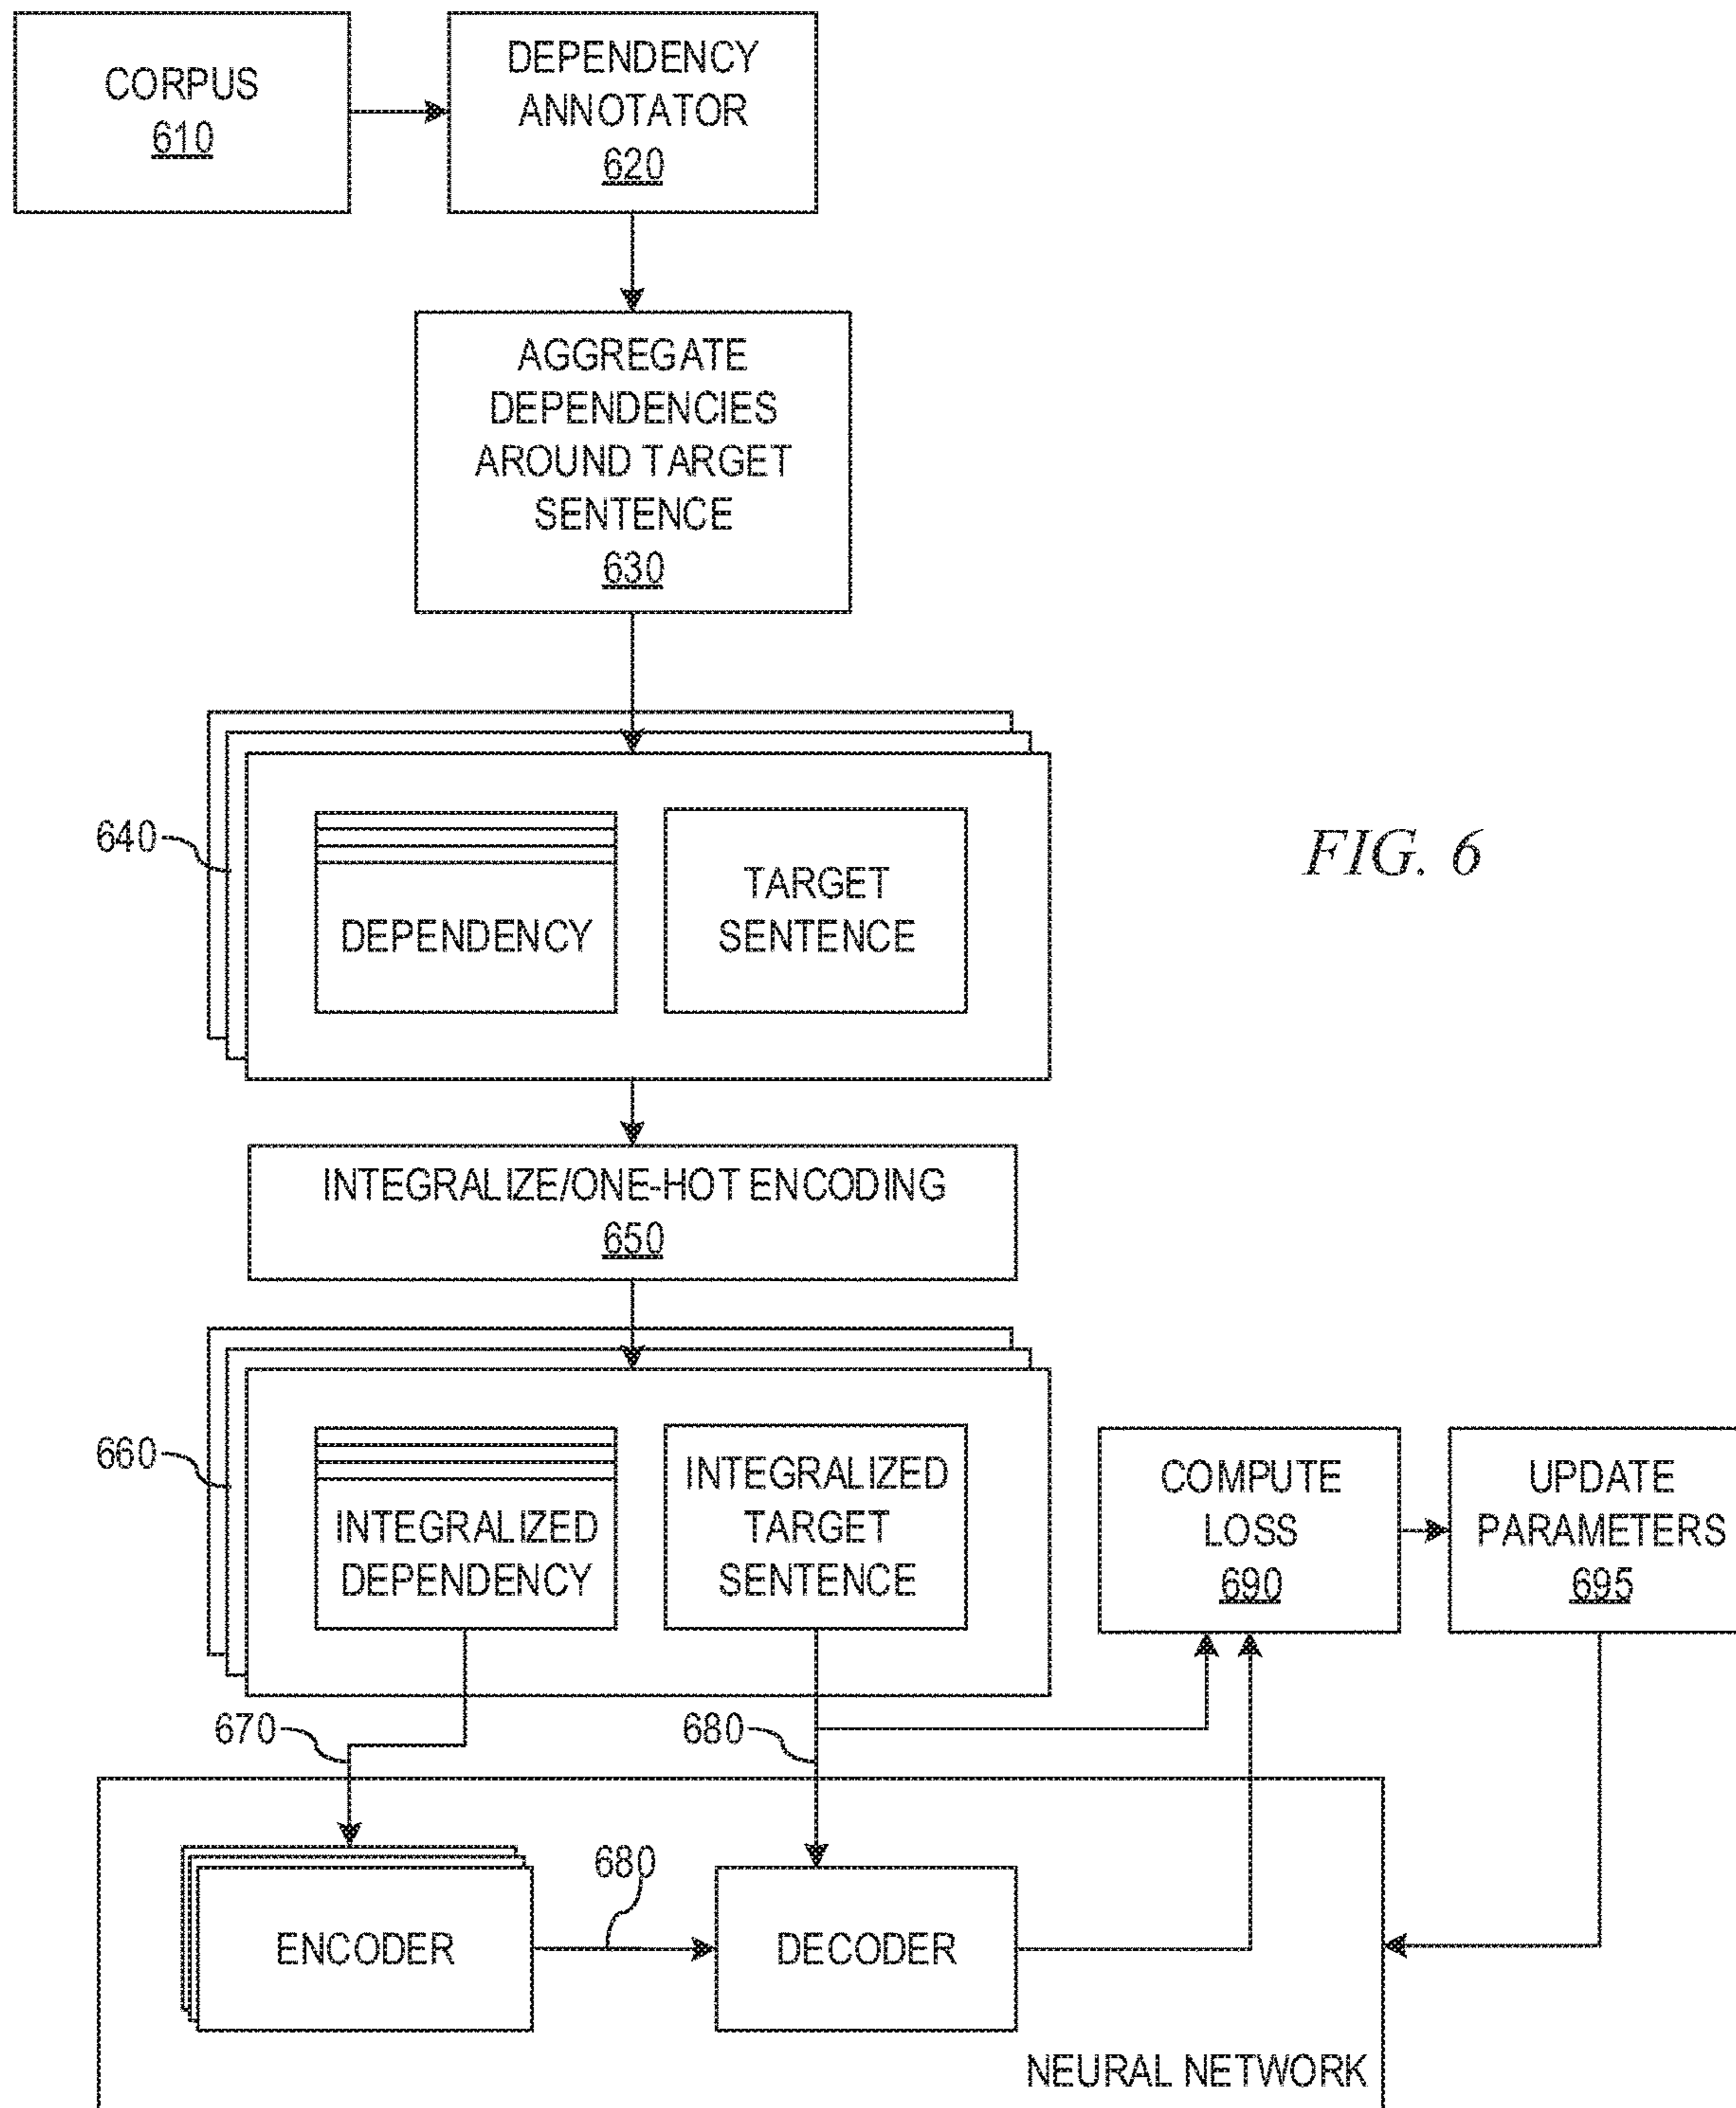 CORPUS
610
DEPENDENCY
ANNOTATOR
620
AGGREGATE
DEPENDENCIES
AROUND TARGET
SENTENCE
630
640
DEPENDENCY
TARGET
SENTENCE
FIG. 6
INTEGRALIZE/ONE-HOT ENCODING
650
660
INTEGRALIZED
DEPENDENCY
INTEGRALIZED
TARGET
SENTENCE
COMPUTE
LOSS
690
UPDATE
PARAMETERS
695
670
680
ENCODER
680
DECODER
NEURAL NETWORK